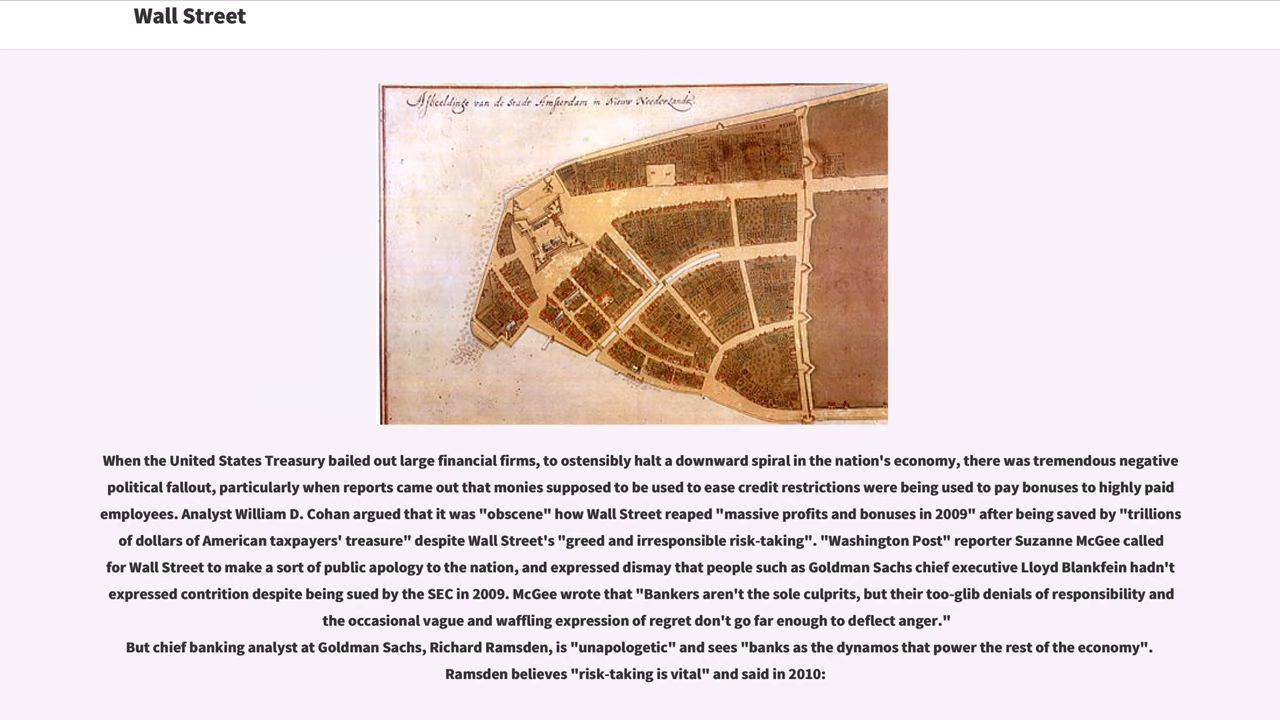 Wall Street
Afbeeldinge van de Stadt Amsterdam in Nieuw Neederlandt.
When the United States Treasury bailed out large financial firms, to ostensibly halt a downward spiral in the nation's economy, there was tremendous negative
political fallout, particularly when reports came out that monies supposed to be used to ease credit restrictions were being used to pay bonuses to highly paid
employees. Analyst William D. Cohan argued that it was "obscene" how Wall Street reaped "massive profits and bonuses in 2009" after being saved by "trillions
of dollars of American taxpayers' treasure" despite Wall Street's "greed and irresponsible risk-taking". "Washington Post" reporter Suzanne McGee called
for Wall Street to make a sort of public apology to the nation, and expressed dismay that people such as Goldman Sachs chief executive Lloyd Blankfein hadn't
expressed contrition despite being sued by the SEC in 2009. McGee wrote that "Bankers aren't the sole culprits, but their too-glib denials of responsibility and
the occasional vague and waffling expression of regret don't go far enough to deflect anger."
But chief banking analyst at Goldman Sachs, Richard Ramsden, is "unapologetic" and sees "banks as the dynamos that power the rest of the economy".
Ramsden believes "risk-taking is vital" and said in 2010: